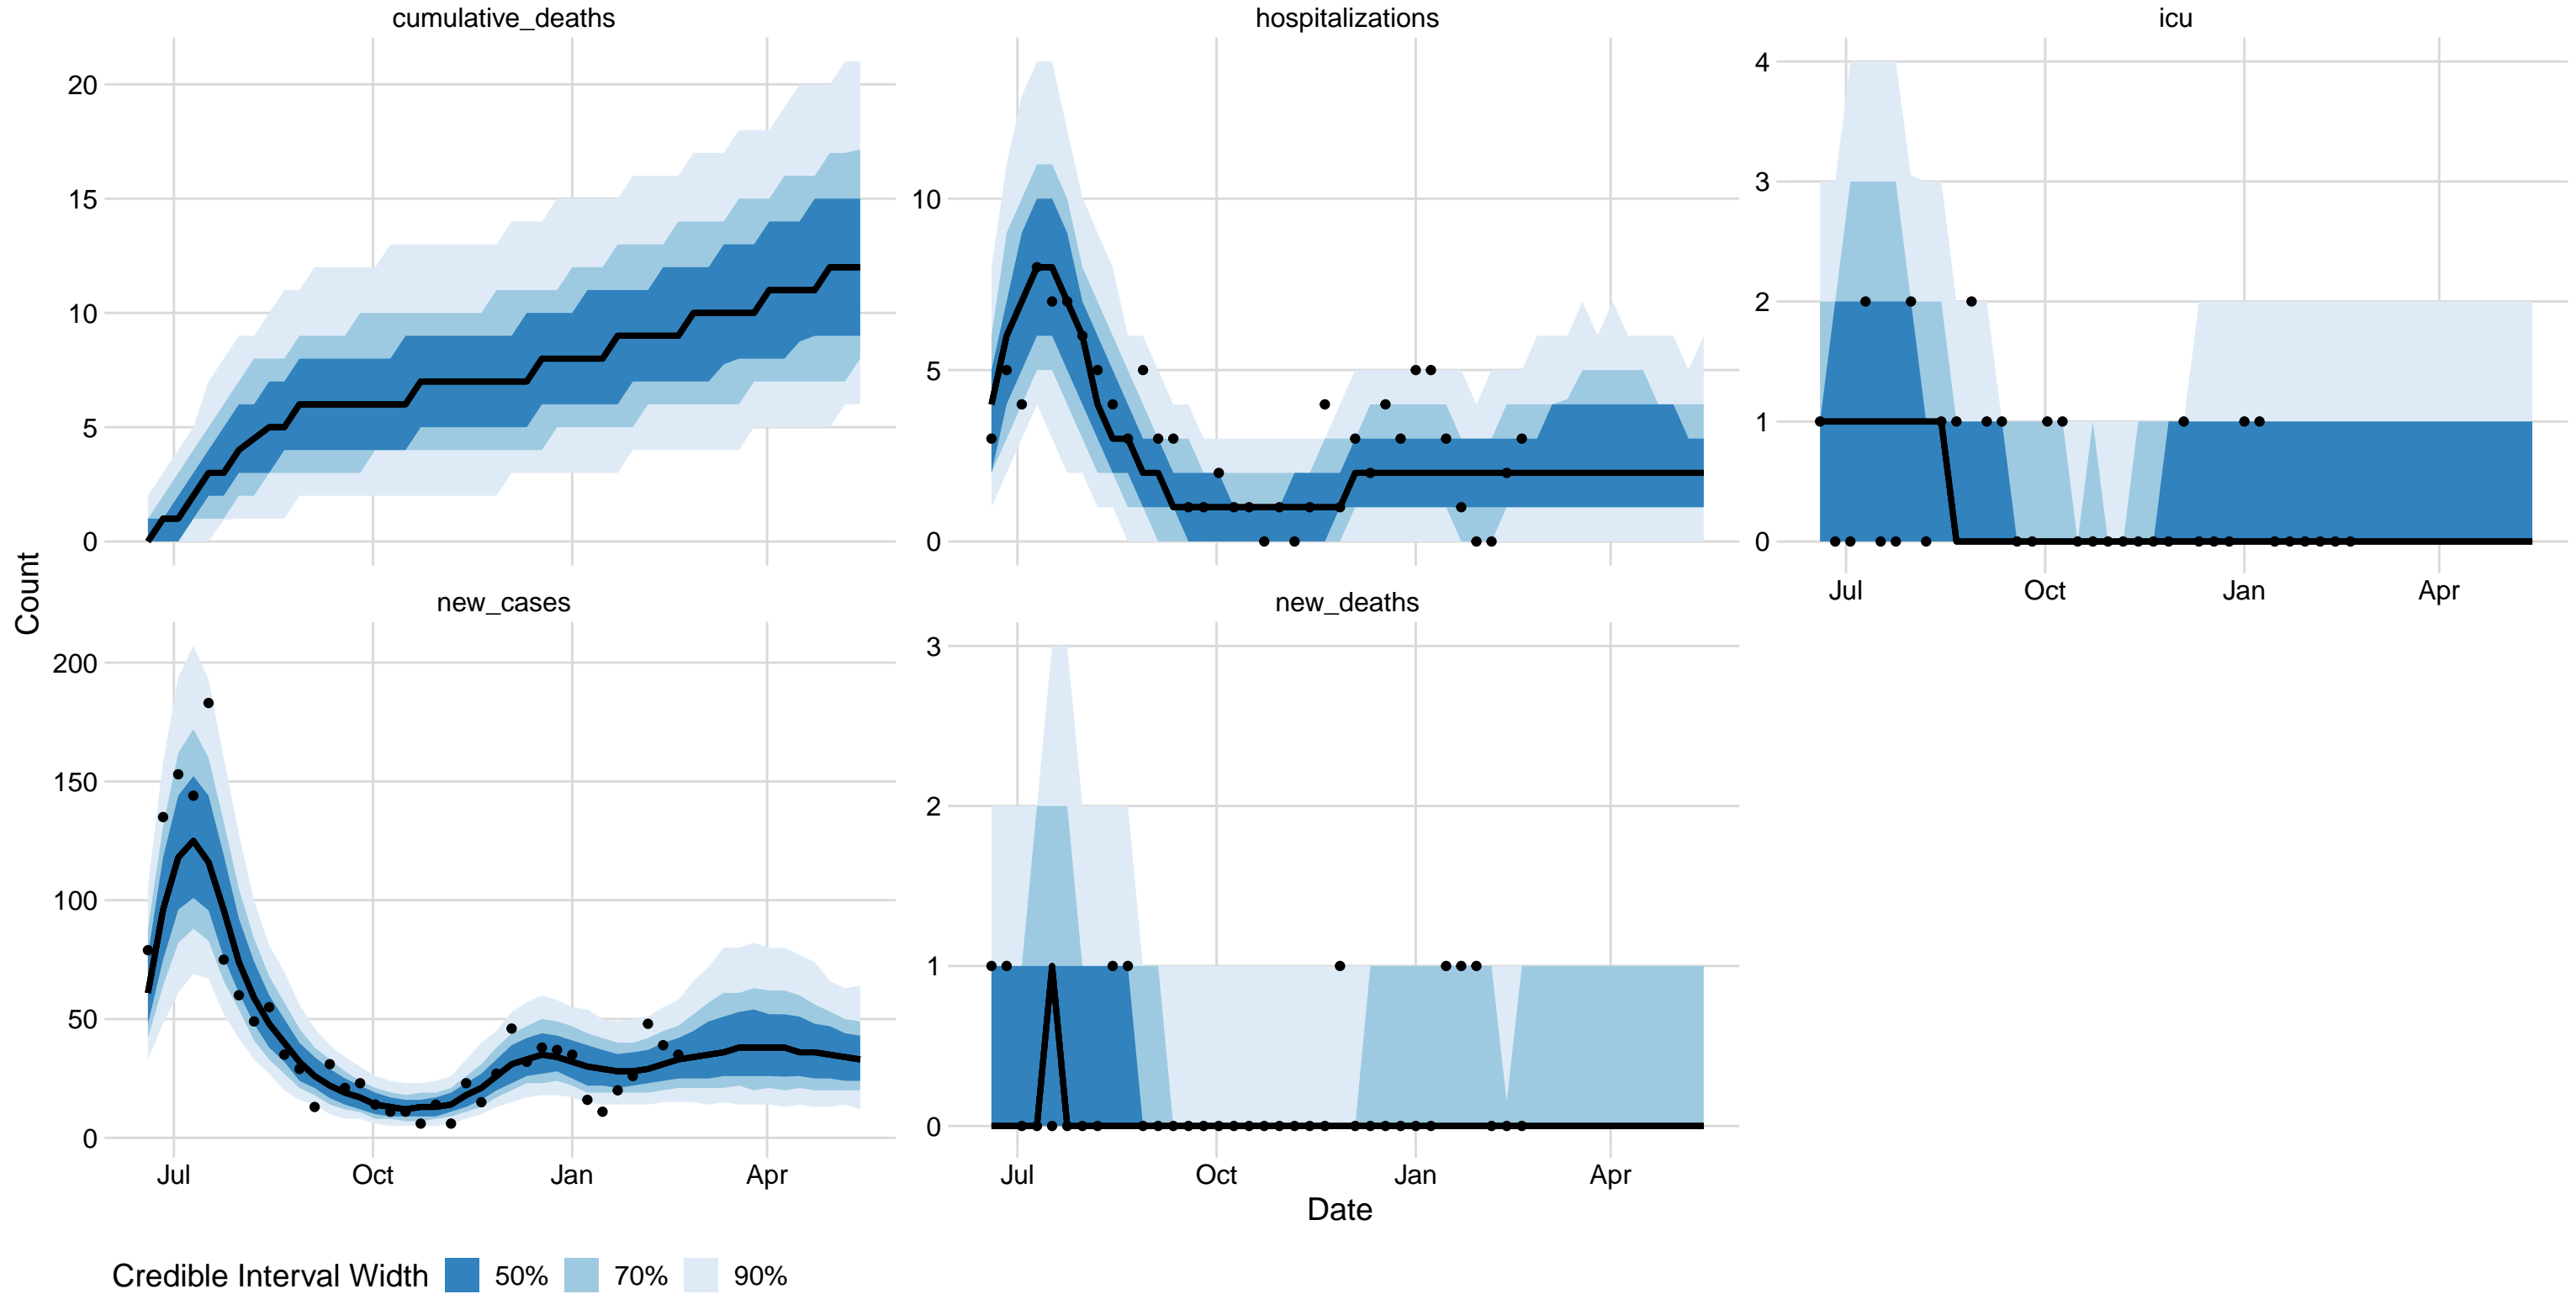 cumulative_deaths
hospitalizations
icu
20
15
10
5
0
10
5
0
4
3
2
1
0
Jul Oct Jan Apr
Count
new_cases
new_deaths
200
150
100
50
0
Jul Oct Jan Apr
3
2
1
0
Jul Oct Jan Apr
Date
Credible Interval Width 50% 70% 90%